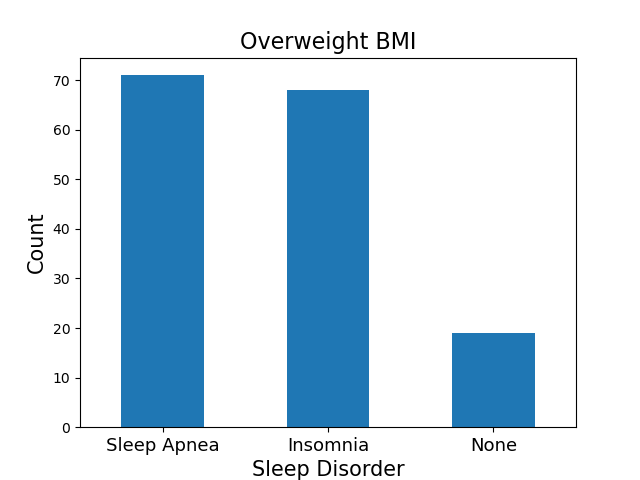 Overweight BMI
70
60
50
40
30
20
10
0
Count
Sleep Apnea
Insomnia
None
Sleep Disorder